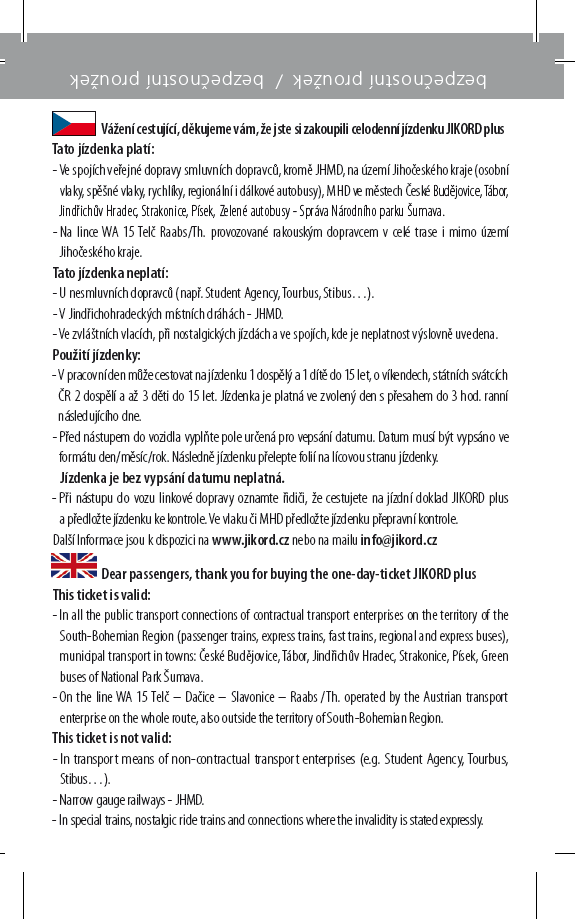 bezpečnostní proužek / bezpečnostní proužek
Vážení cestující, děkujeme vám, že jste si zakoupili celodenní jízdenku JIKORD plus
Tato jízdenka platí:
- Ve spojích veřejné dopravy smluvních dopravců, kromě JHMD, na území Jihočeského kraje (osobní
vlaky, spěšné vlaky, rychlíky, regionální i dálkové autobusy), MHD ve městech České Budějovice, Tábor,
Jindřichův Hradec, Strakonice, Písek, Zelené autobusy - Správa Národního parku Šumava.
- Na lince WA 15 Telč Raabs/Th. provozované rakouským dopravcem v celé trase i mimo území
Jihočeského kraje.
Tato jízdenka neplatí:
- U nesmluvních dopravců (např. Student Agency, Tourbus, Stibus…).
- V Jindřichohradeckých místních dráhách - JHMD.
- Ve zvláštních vlacích, při nostalgických jízdách a ve spojích, kde je neplatnost výslovně uvedena.
Použití jízdenky:
- V pracovní den může cestovat na jízdenku 1 dospělý a 1 dítě do 15 let, o víkendech, státních svátcích
ČR 2 dospělí a až 3 děti do 15 let. Jízdenka je platná ve zvolený den s přesahem do 3 hod. ranní
následujícího dne.
- Před nástupem do vozidla vyplňte pole určená pro vepsání datumu. Datum musí být vypsáno ve
formátu den/měsíc/rok. Následně jízdenku přelepte folií na lícovou stranu jízdenky.
Jízdenka je bez vypsání datumu neplatná.
- Při nástupu do vozu linkové dopravy oznamte řidiči, že cestujete na jízdní doklad JIKORD plus
a předložte jízdenku ke kontrole. Ve vlaku či MHD předložte jízdenku přepravní kontrole.
Další Informace jsou k dispozici na www.jikord.cz nebo na mailu info@jikord.cz
Dear passengers, thank you for buying the one-day-ticket JIKORD plus
This ticket is valid:
- In all the public transport connections of contractual transport enterprises on the territory of the
South-Bohemian Region (passenger trains, express trains, fast trains, regional and express buses),
municipal transport in towns: České Budějovice, Tábor, Jindřichův Hradec, Strakonice, Písek, Green
buses of National Park Šumava.
- On the line WA 15 Telč – Dačice – Slavonice – Raabs /Th. operated by the Austrian transport
enterprise on the whole route, also outside the territory of South-Bohemian Region.
This ticket is not valid:
- In transport means of non-contractual transport enterprises (e.g. Student Agency, Tourbus,
Stibus…).
- Narrow gauge railways - JHMD.
- In special trains, nostalgic ride trains and connections where the invalidity is stated expressly.